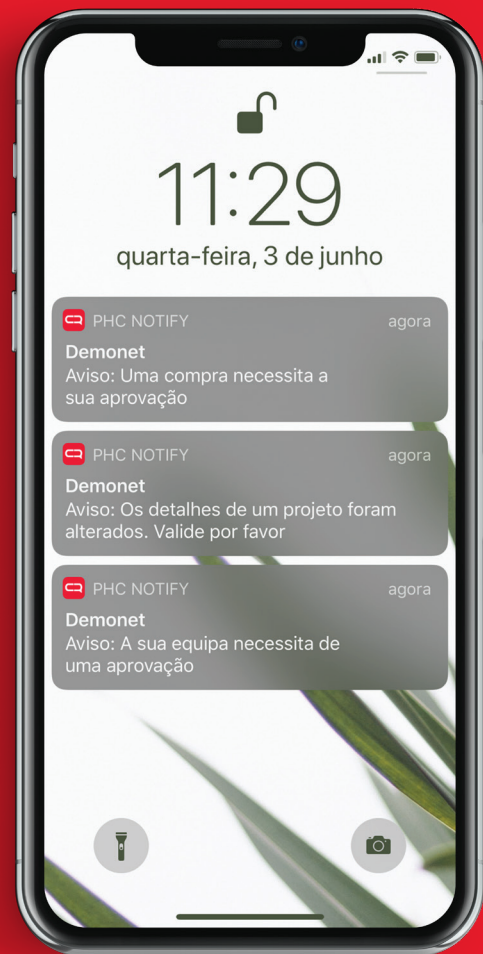 11:29
quarta-feira, 3 de junho
PHC NOTIFY
agora
Demonet
Aviso: Uma compra necessita a
sua aprovação
PHC NOTIFY
agora
Demonet
Aviso: Os detalhes de um projeto foram
alterados. Valide por favor
PHC NOTIFY
agora
Demonet
Aviso: A sua equipa necessita de
uma aprovação